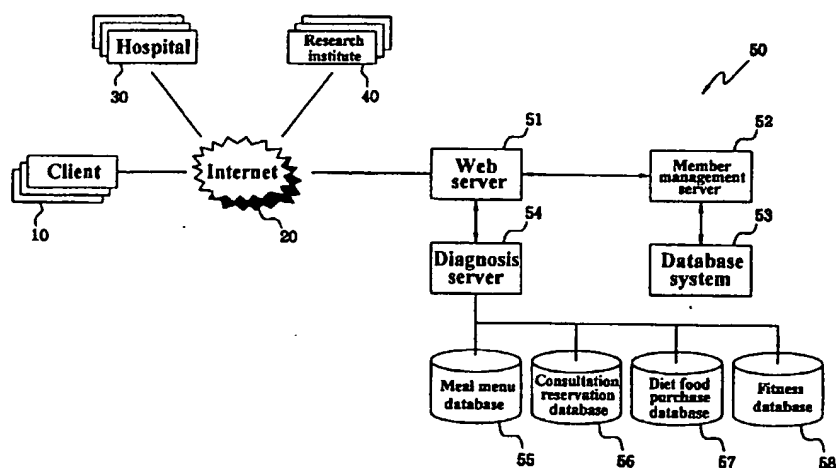 Hospital
30
Research
institute
40
50
Client
10
Internet
20
51
Web
server
52
Member
management
server
54
Diagnosis
server
53
Database
system
Meal menu
database
55
Consultation
reservation
database
56
Diet food
purchase
database
57
Fitness
database
58